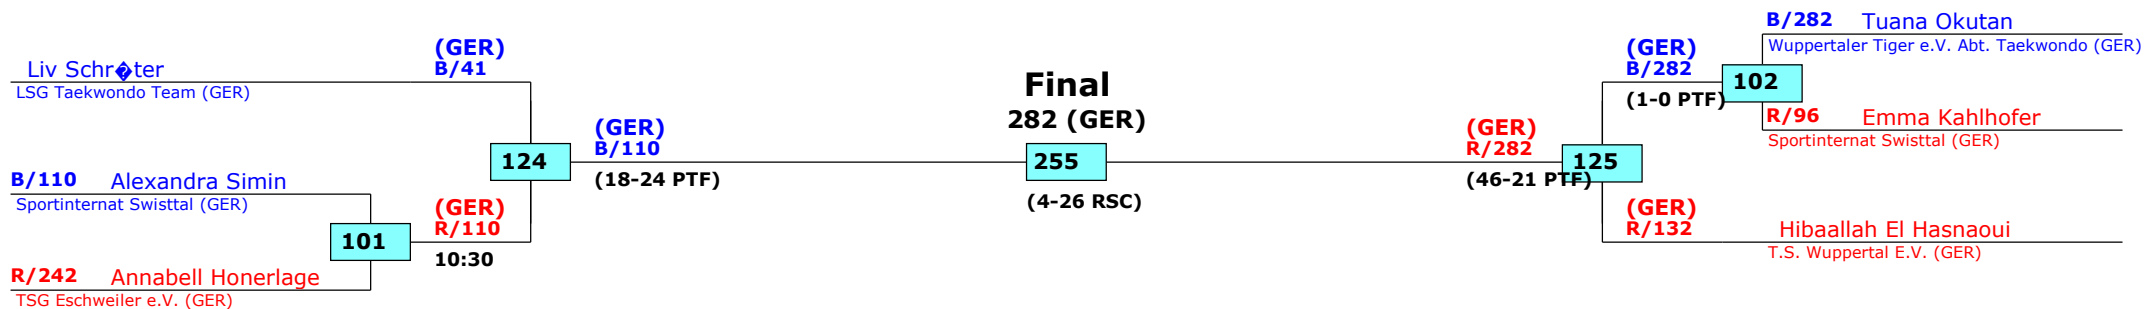 Liv Schr�ter
LSG Taekwondo Team (GER)
B/110 Alexandra Simin
Sportinternat Swisttal (GER)
R/242 Annabell Honerlage
TSG Eschweiler e.V. (GER)
101
(GER)
B/41
(GER)
R/110
10:30
124
(GER)
B/110
(18-24 PTF)
Final
282 (GER)
255
(4-26 RSC)
(GER)
R/282
(46-21 PTF)
125
(GER)
B/282
(1-0 PTF)
(GER)
R/132
102
B/282 Tuana Okutan
Wuppertaler Tiger e.V. Abt. Taekwondo (GER)
R/96 Emma Kahlhofer
Sportinternat Swisttal (GER)
Hibaallah El Hasnaoui
T.S. Wuppertal E.V. (GER)